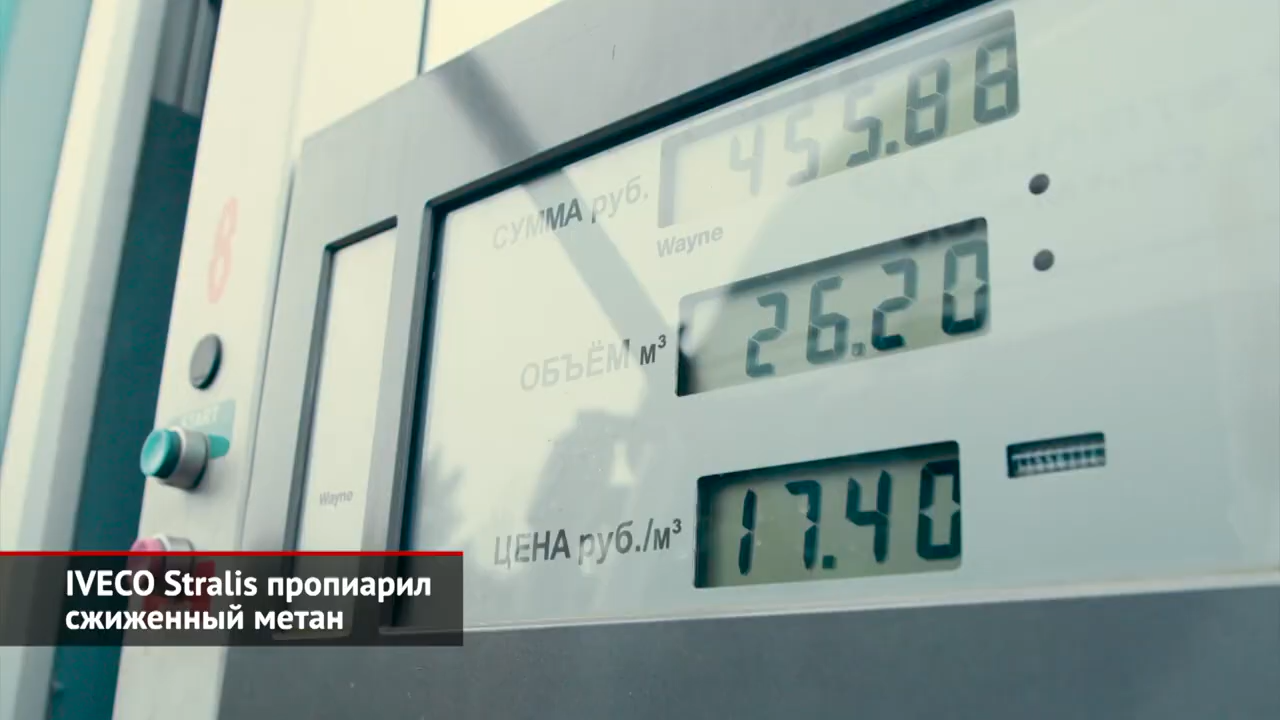 455.88
СУММА руб.
Wayne
8
26.20
ОБЪЁМ м³
START
Wayne
17.40
ЦЕНА руб./м³
IVECO Stralis пропиарил
сжиженный метан